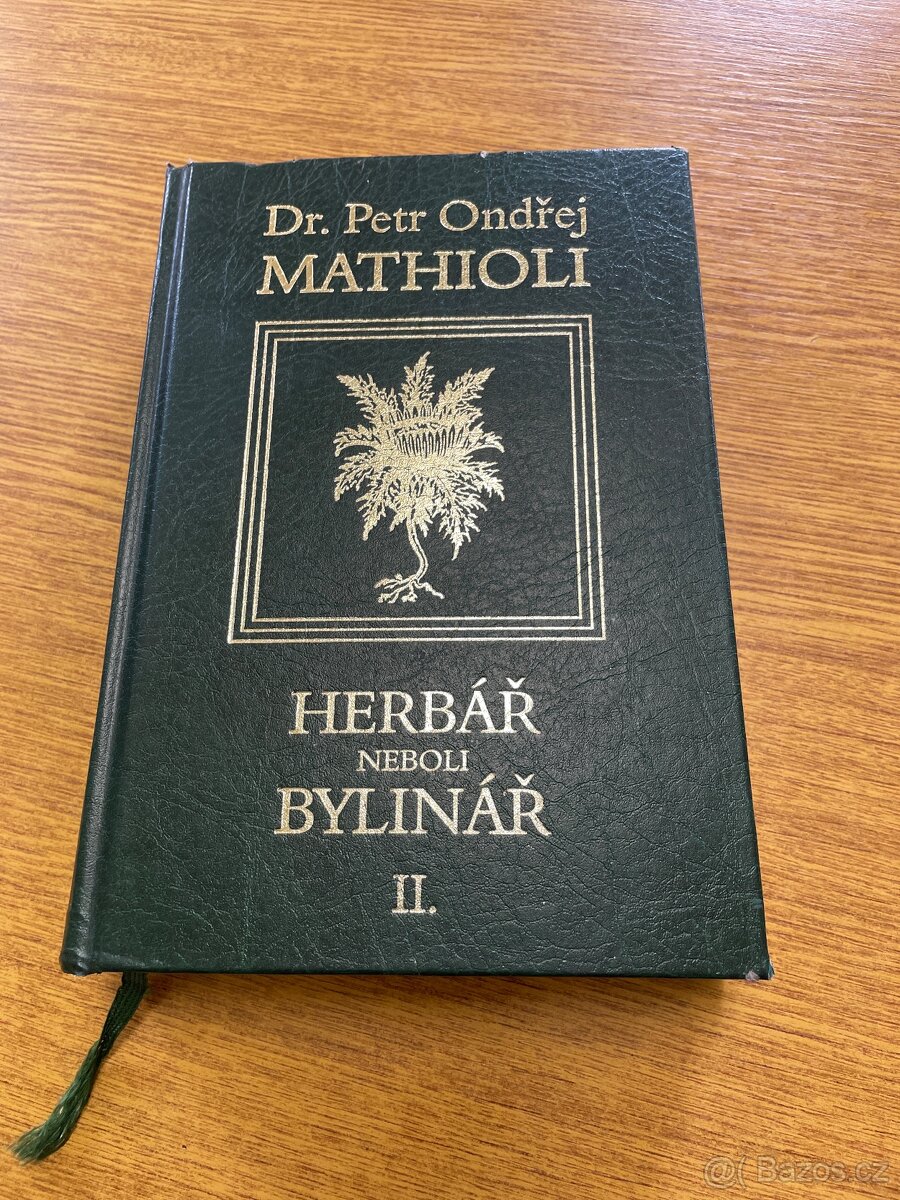 Dr. Petr Ondřej
MATHIOLI
HERBÁŘ
NEBOLI
BYLINÁŘ
II.
@( Bazos.cz